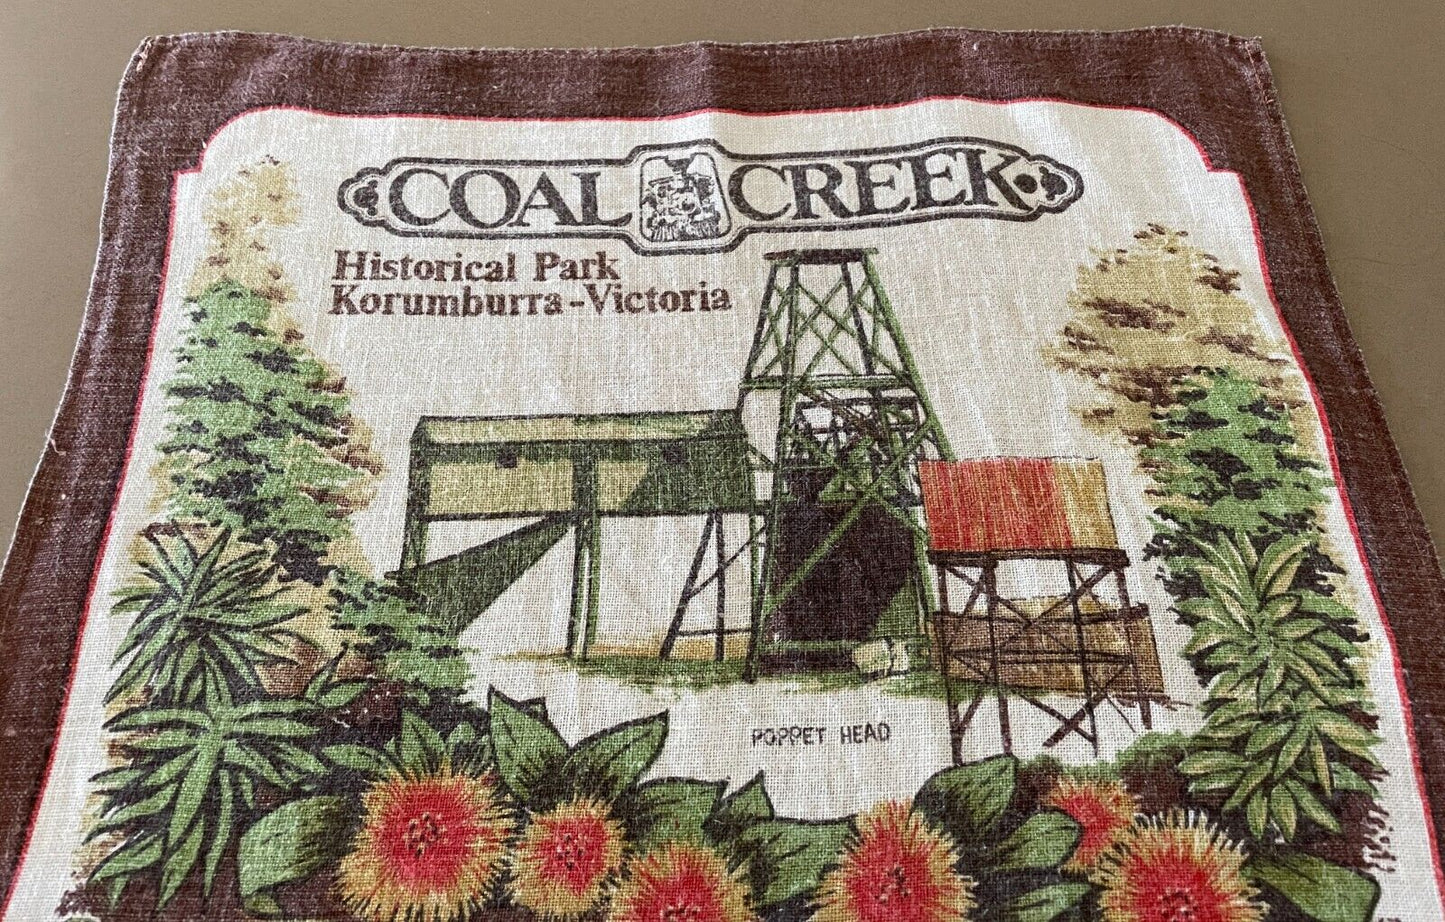 COAL CREEK
Historical Park
Korumburra-Victoria
POPPET HEAD